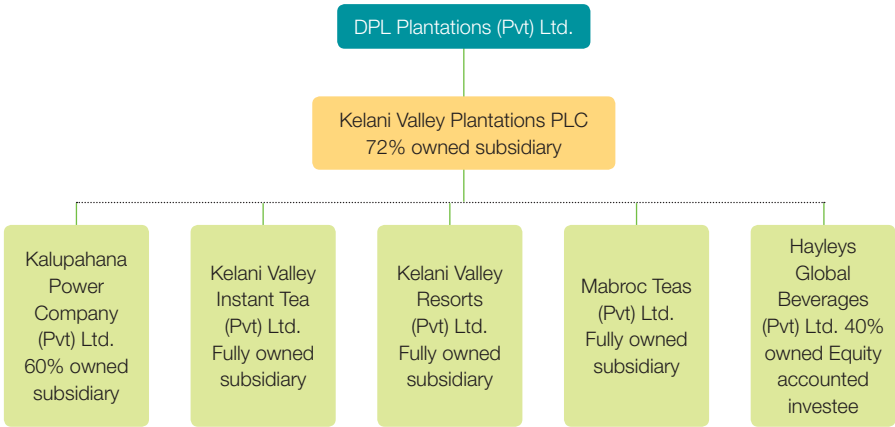 DPL Plantations (Pvt) Ltd.
Kelani Valley Plantations PLC
72% owned subsidiary
Kalupahana
Power
Company
(Pvt) Ltd.
60% owned
subsidiary
Kelani Valley
Instant Tea
(Pvt) Ltd.
Fully owned
subsidiary
Kelani Valley
Resorts
(Pvt) Ltd.
Fully owned
subsidiary
Mabroc Teas
(Pvt) Ltd.
Fully owned
subsidiary
Hayleys
Global
Beverages
(Pvt) Ltd. 40%
owned Equity
accounted
investee